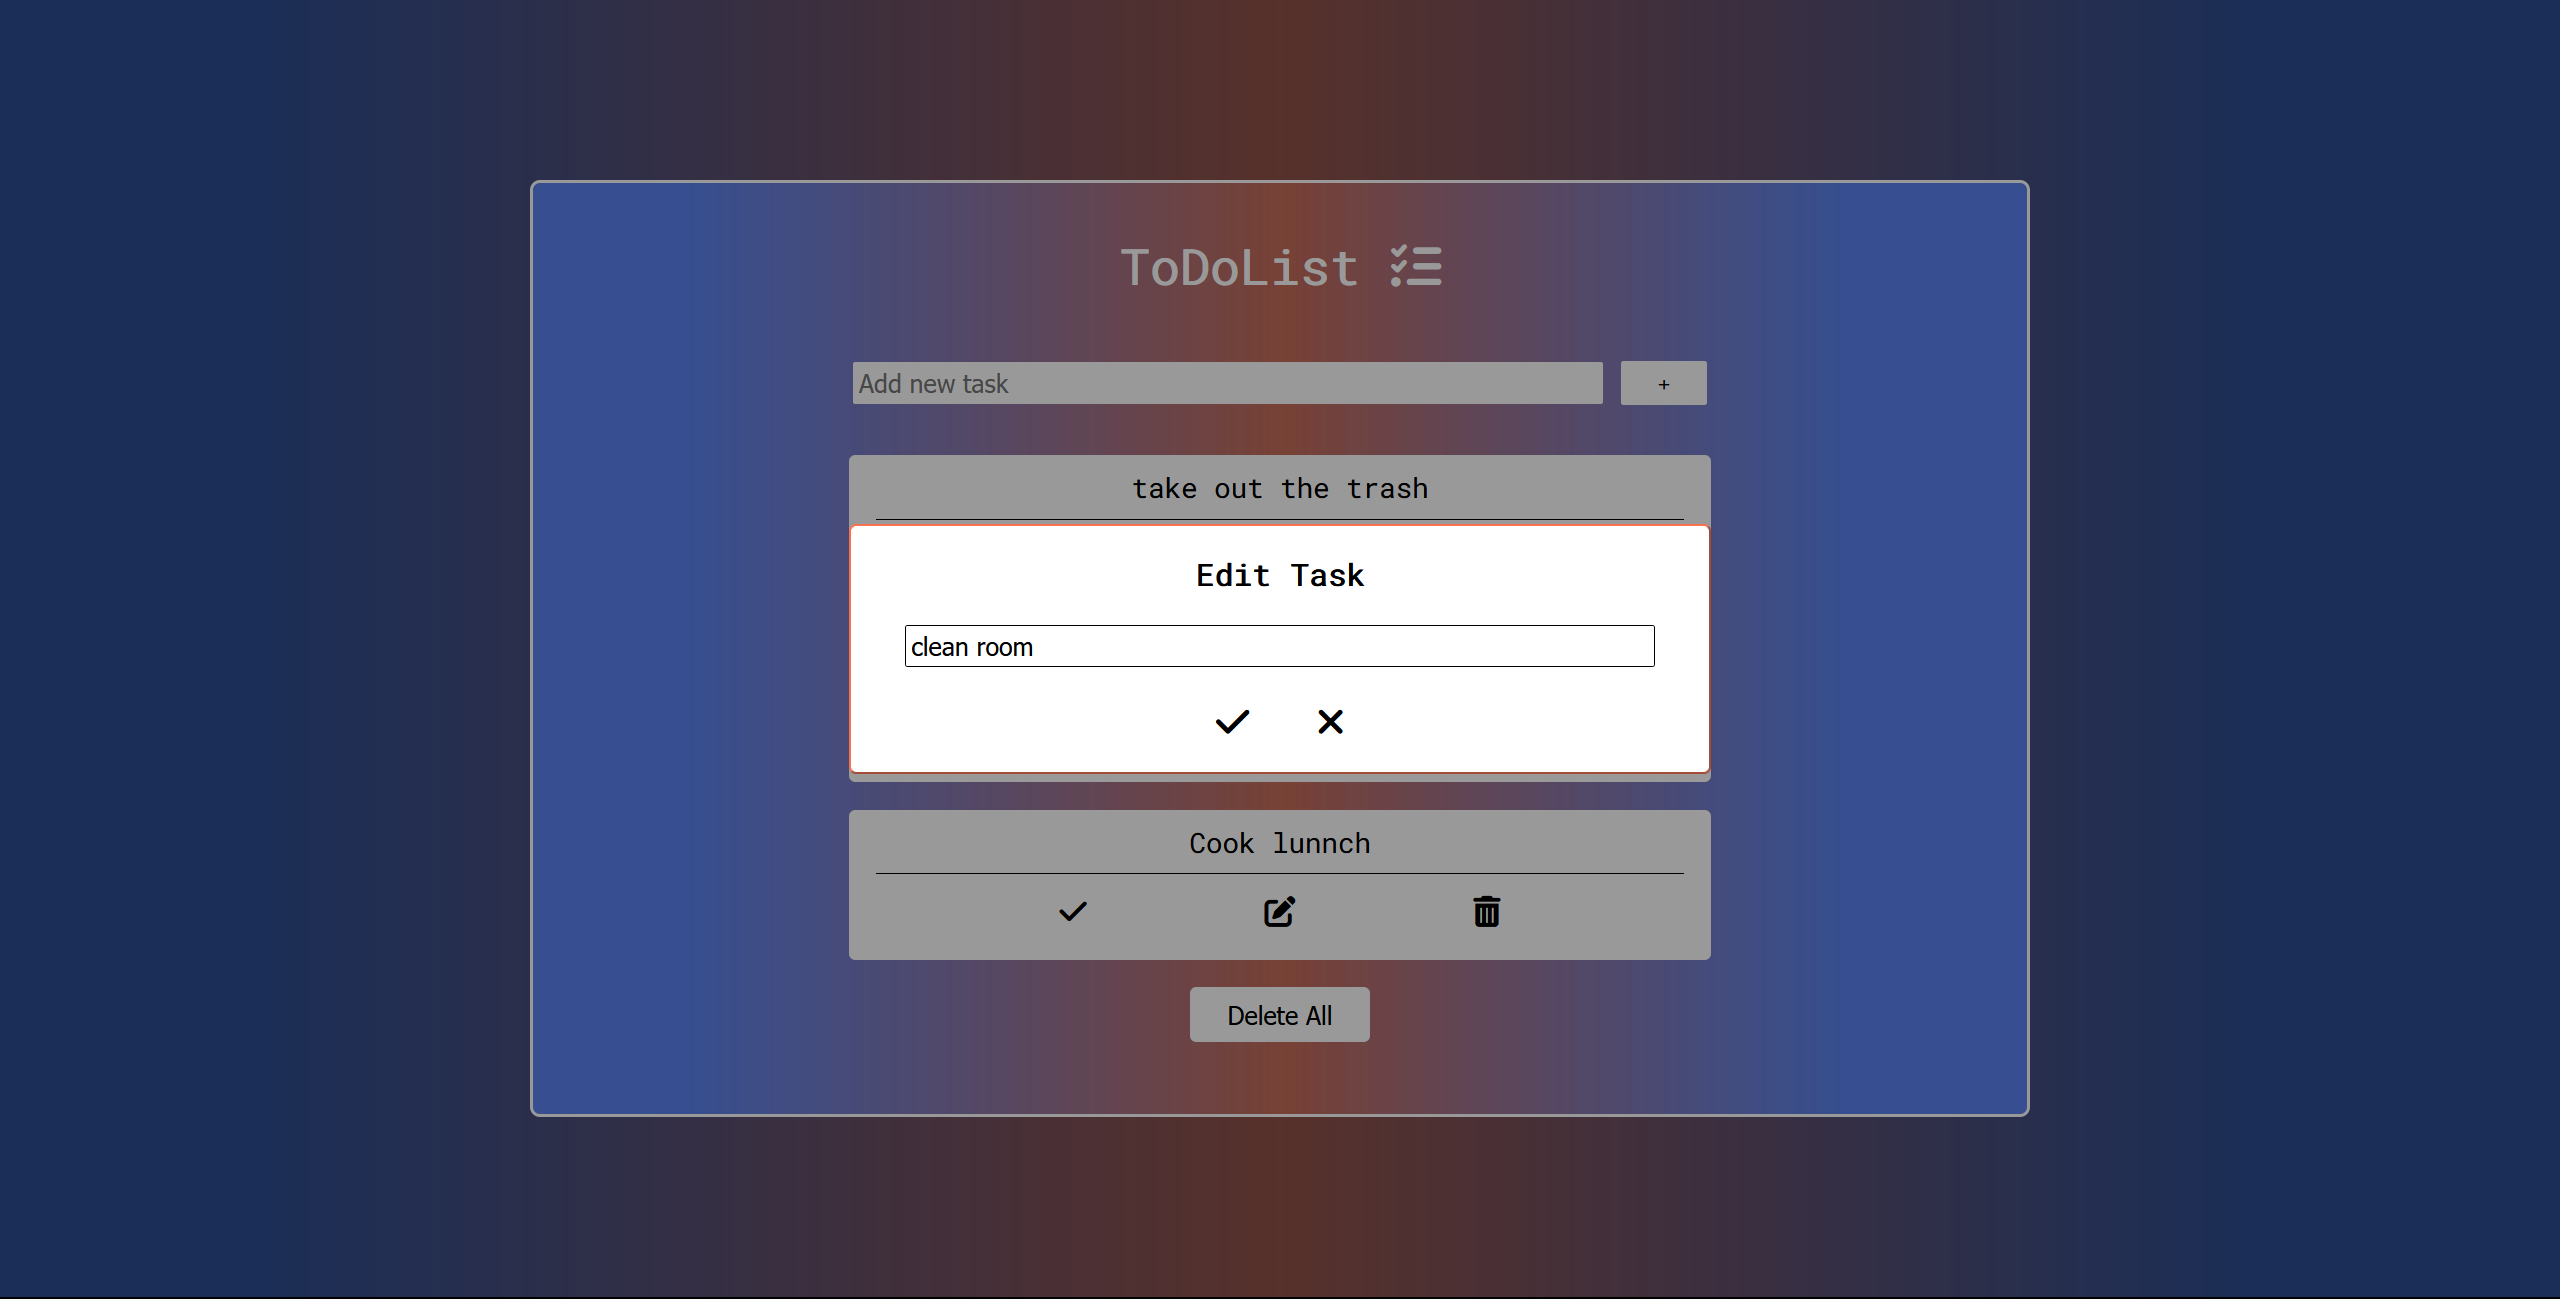 ToDoList
Add new task
+
take out the trash
Edit Task
clean room
Cook lunnch
Delete All